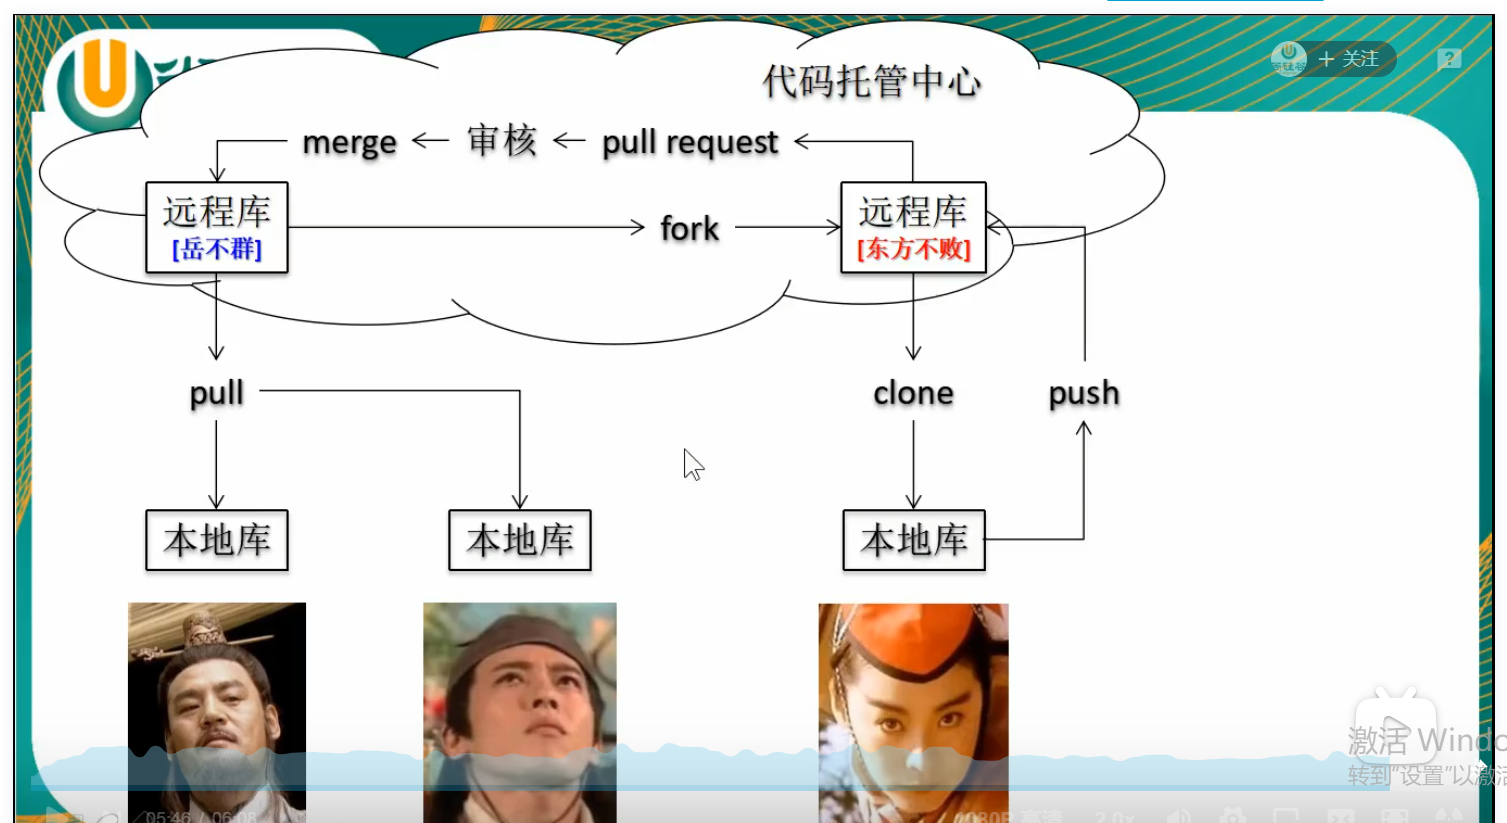 + 关注
代码托管中心
merge ← 审核 ← pull request
远程库
[岳不群]
fork
远程库
[东方不败]
pull
clone
push
本地库
本地库
本地库
激活 Windo
转到“设置”以激活
05:46 / 06:08
1080P 高清
2.0x